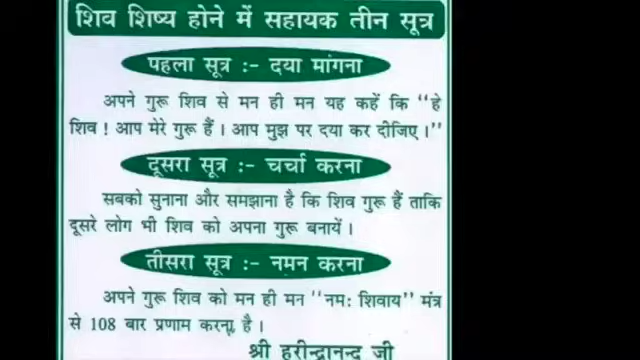 शिव शिष्य होने में सहायक तीन सूत्र
पहला सूत्र :- दया मांगना
अपने गुरू शिव से मन ही मन यह कहें कि "हे
शिव ! आप मेरे गुरू हैं । आप मुझ पर दया कर दीजिए ।"
दूसरा सूत्र :- चर्चा करना
सबको सुनाना और समझाना है कि शिव गुरू हैं ताकि
दूसरे लोग भी शिव को अपना गुरू बनायें ।
तीसरा सूत्र :- नमन करना
अपने गुरू शिव को मन ही मन "नम: शिवाय" मंत्र
से 108 बार प्रणाम करना है ।
श्री हरीन्द्रानन्द जी